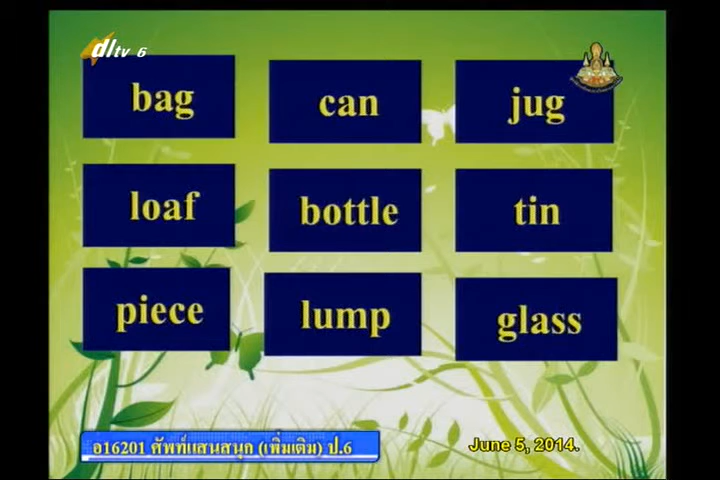 dltv 6
bag
can
jug
loaf
bottle
tin
piece
lump
glass
อ16201 ศัพท์แสนสนุก (เพิ่มเติม) ป.6
June 5, 2014.